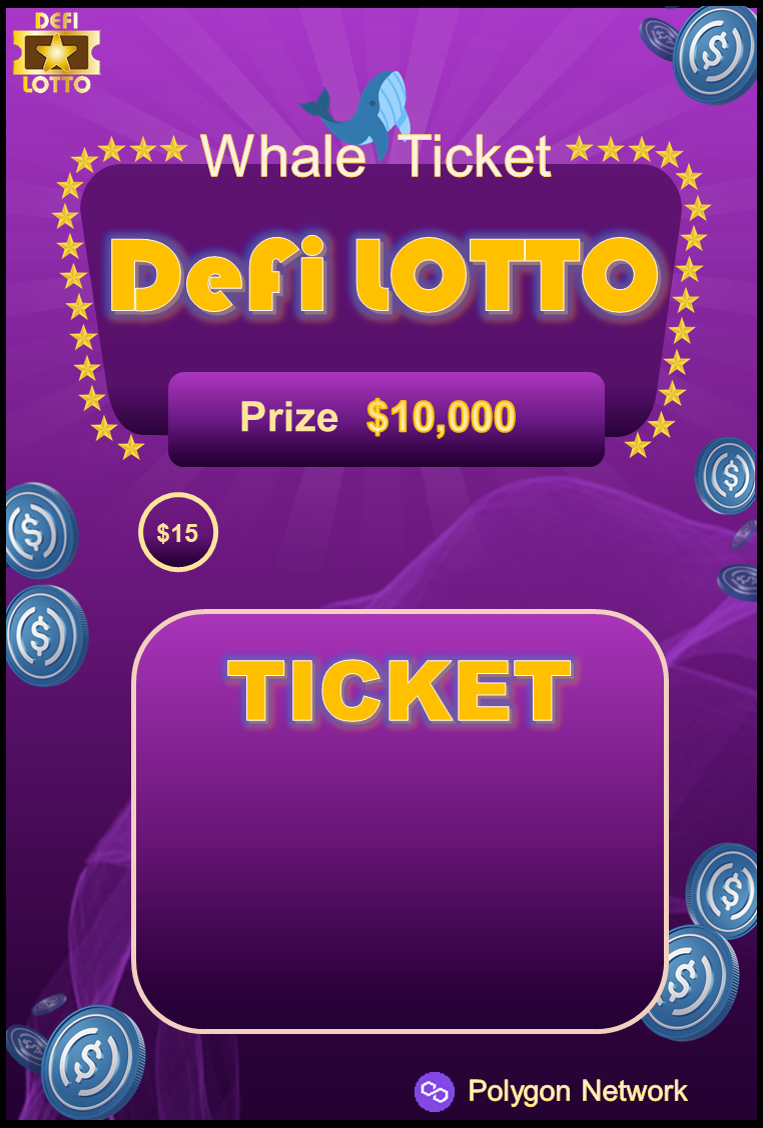 DEFI
LOTTO
Whale Ticket
Defi LOTTO
Prize $10,000
$15
TICKET
Polygon Network